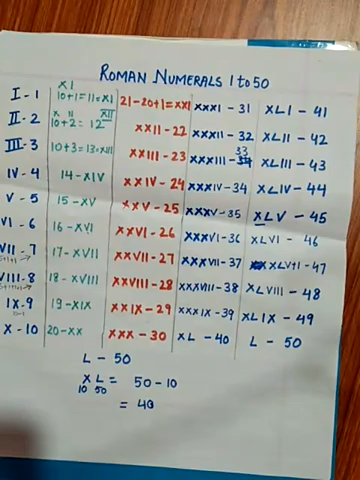 ROMAN NUMERALS 1 to 50
I - 1
II - 2
III - 3
IV - 4
V - 5
VI - 6
VII - 7
VIII - 8
IX - 9
X - 10
XI
10+1=11=XI
X II XII
10+2=12
10+3=13=XIII
14-XIV
15-XV
16-XVI
17-XVII
18-XVIII
19-XIX
20-XX
21-20+1=XXI
XXII-22
XXIII-23
XXIV-24
XXV-25
XXVI-26
XXVII-27
XXVIII-28
XXIX-29
XXX-30
XXXI-31
XXXII-32
33
XXXIII-34
XXXIV-34
XXXV-35
XXXVI-36
XXXVII-37
XXXVIII-38
XXXIX-39
XL-40
XLI-41
XLII-42
XLIII-43
XLIV-44
XLV-45
XLVI-46
XLVII-47
XLVIII-48
XLIX-49
L-50
L-50
XL = 50-10
10 50
= 40